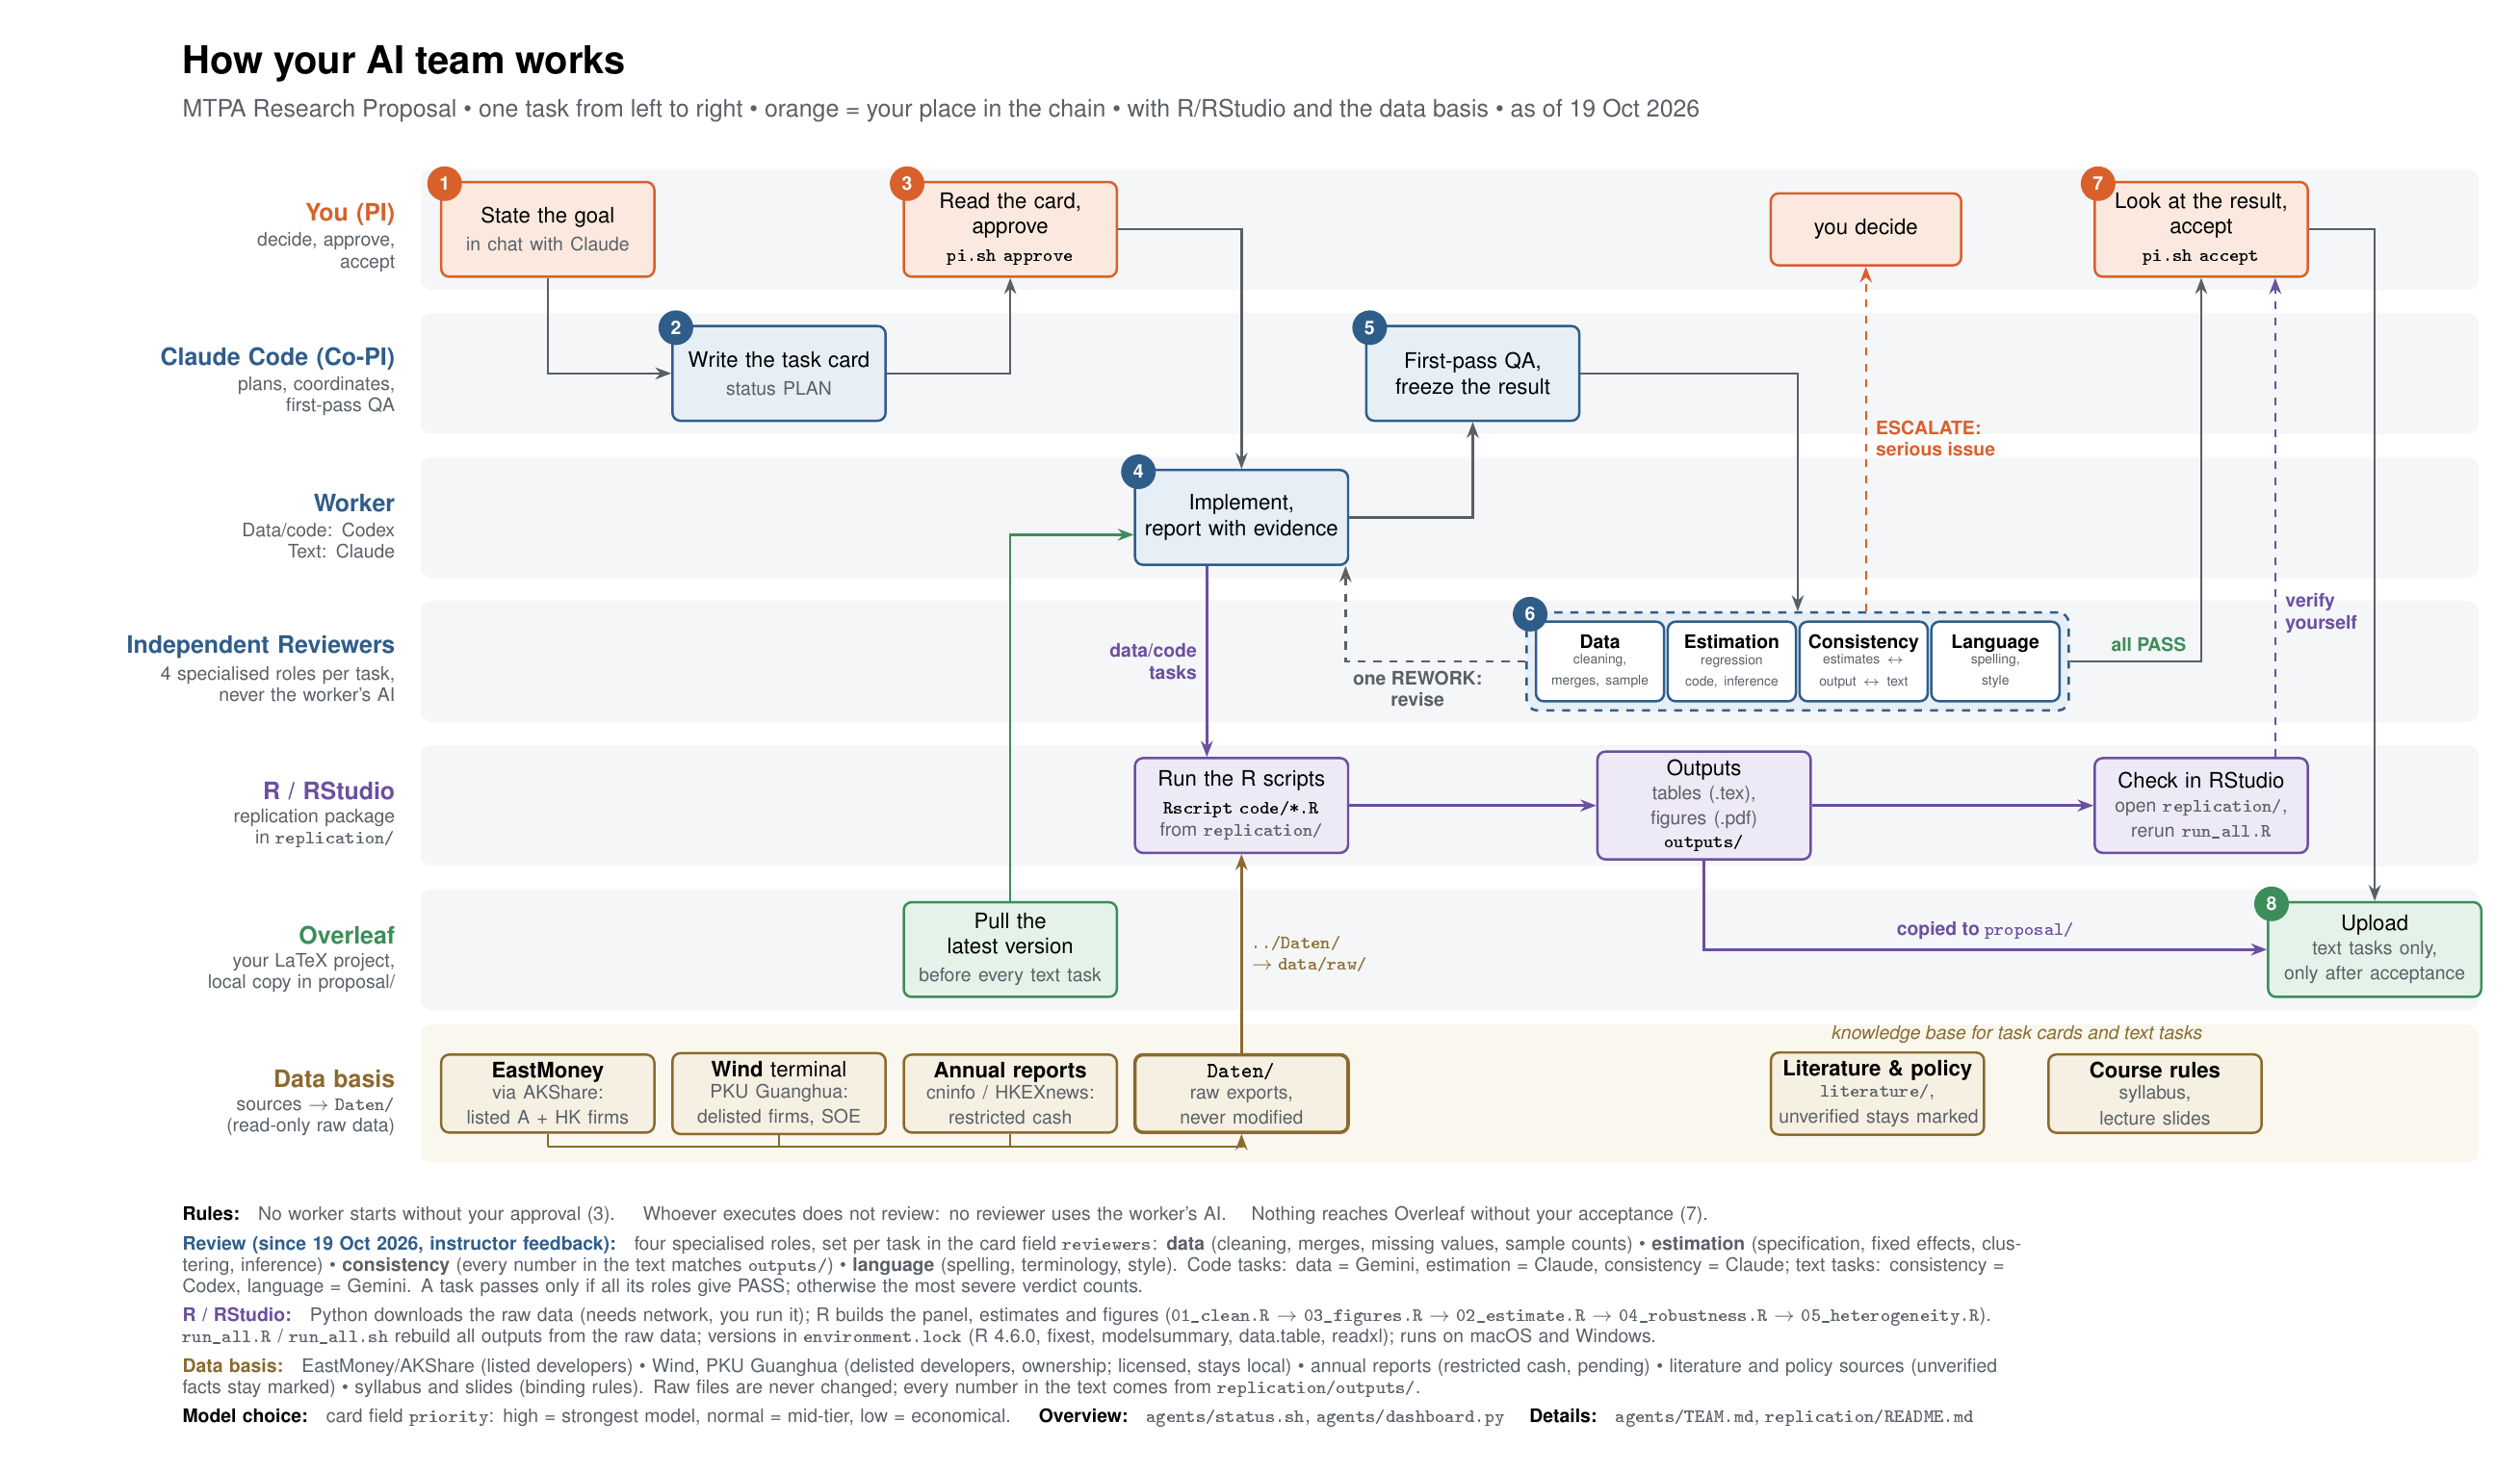 How your AI team works
MTPA Research Proposal • one task from left to right • orange = your place in the chain • with R/RStudio and the data basis • as of 19 Oct 2026
You (PI)
decide, approve,
accept
1
State the goal
in chat with Claude
3
Read the card,
approve
pi.sh approve
you decide
7
Look at the result,
accept
pi.sh accept
Claude Code (Co-PI)
plans, coordinates,
first-pass QA
2
Write the task card
status PLAN
5
First-pass QA,
freeze the result
ESCALATE:
serious issue
Worker
Data/code: Codex
Text: Claude
4
Implement,
report with evidence
Independent Reviewers
4 specialised roles per task,
never the worker's AI
data/code
tasks
one REWORK:
revise
6
Data
cleaning,
merges, sample
Estimation
regression
code, inference
Consistency
estimates ↔
output ↔ text
Language
spelling,
style
all PASS
verify
yourself
R / RStudio
replication package
in replication/
Run the R scripts
Rscript code/*.R
from replication/
Outputs
tables (.tex),
figures (.pdf)
outputs/
Check in RStudio
open replication/,
rerun run_all.R
Overleaf
your LaTeX project,
local copy in proposal/
Pull the
latest version
before every text task
../Daten/
→ data/raw/
copied to proposal/
8
Upload
text tasks only,
only after acceptance
Data basis
sources → Daten/
(read-only raw data)
EastMoney
via AKShare:
listed A + HK firms
Wind terminal
PKU Guanghua:
delisted firms, SOE
Annual reports
cninfo / HKEXnews:
restricted cash
Daten/
raw exports,
never modified
knowledge base for task cards and text tasks
Literature & policy
literature/,
unverified stays marked
Course rules
syllabus,
lecture slides
Rules: No worker starts without your approval (3). Whoever executes does not review: no reviewer uses the worker's AI. Nothing reaches Overleaf without your acceptance (7).
Review (since 19 Oct 2026, instructor feedback): four specialised roles, set per task in the card field reviewers: data (cleaning, merges, missing values, sample counts) • estimation (specification, fixed effects, clus-
tering, inference) • consistency (every number in the text matches outputs/) • language (spelling, terminology, style). Code tasks: data = Gemini, estimation = Claude, consistency = Claude; text tasks: consistency =
Codex, language = Gemini. A task passes only if all its roles give PASS; otherwise the most severe verdict counts.
R / RStudio: Python downloads the raw data (needs network, you run it); R builds the panel, estimates and figures (01_clean.R → 03_figures.R → 02_estimate.R → 04_robustness.R → 05_heterogeneity.R).
run_all.R / run_all.sh rebuild all outputs from the raw data; versions in environment.lock (R 4.6.0, fixest, modelsummary, data.table, readxl); runs on macOS and Windows.
Data basis: EastMoney/AKShare (listed developers) • Wind, PKU Guanghua (delisted developers, ownership; licensed, stays local) • annual reports (restricted cash, pending) • literature and policy sources (unverified
facts stay marked) • syllabus and slides (binding rules). Raw files are never changed; every number in the text comes from replication/outputs/.
Model choice: card field priority: high = strongest model, normal = mid-tier, low = economical. Overview: agents/status.sh, agents/dashboard.py Details: agents/TEAM.md, replication/README.md